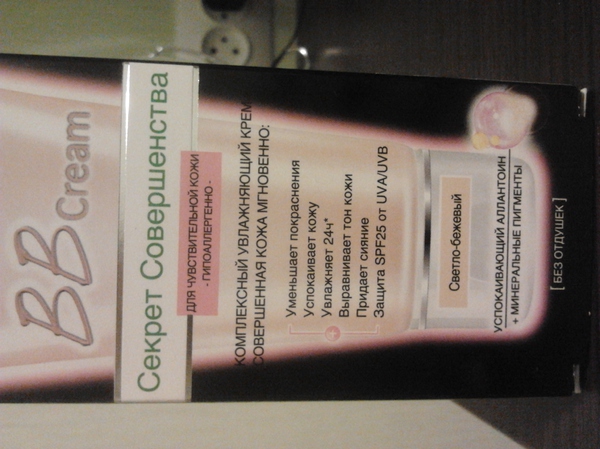 BB
Cream
Секрет Совершенства
ДЛЯ ЧУВСТВИТЕЛЬНОЙ КОЖИ
- ГИПОАЛЛЕРГЕННО -
КОМПЛЕКСНЫЙ УВЛАЖНЯЮЩИЙ КРЕМ
СОВЕРШЕННАЯ КОЖА МГНОВЕННО:
Уменьшает покраснения
Успокаивает кожу
Увлажняет 24ч*
Выравнивает тон кожи
Придает сияние
Защита SPF25 от UVA/UVB
Светло-бежевый
УСПОКАИВАЮЩИЙ АЛЛАНТОИН
+ МИНЕРАЛЬНЫЕ ПИГМЕНТЫ
[ БЕЗ ОТДУШЕК ]